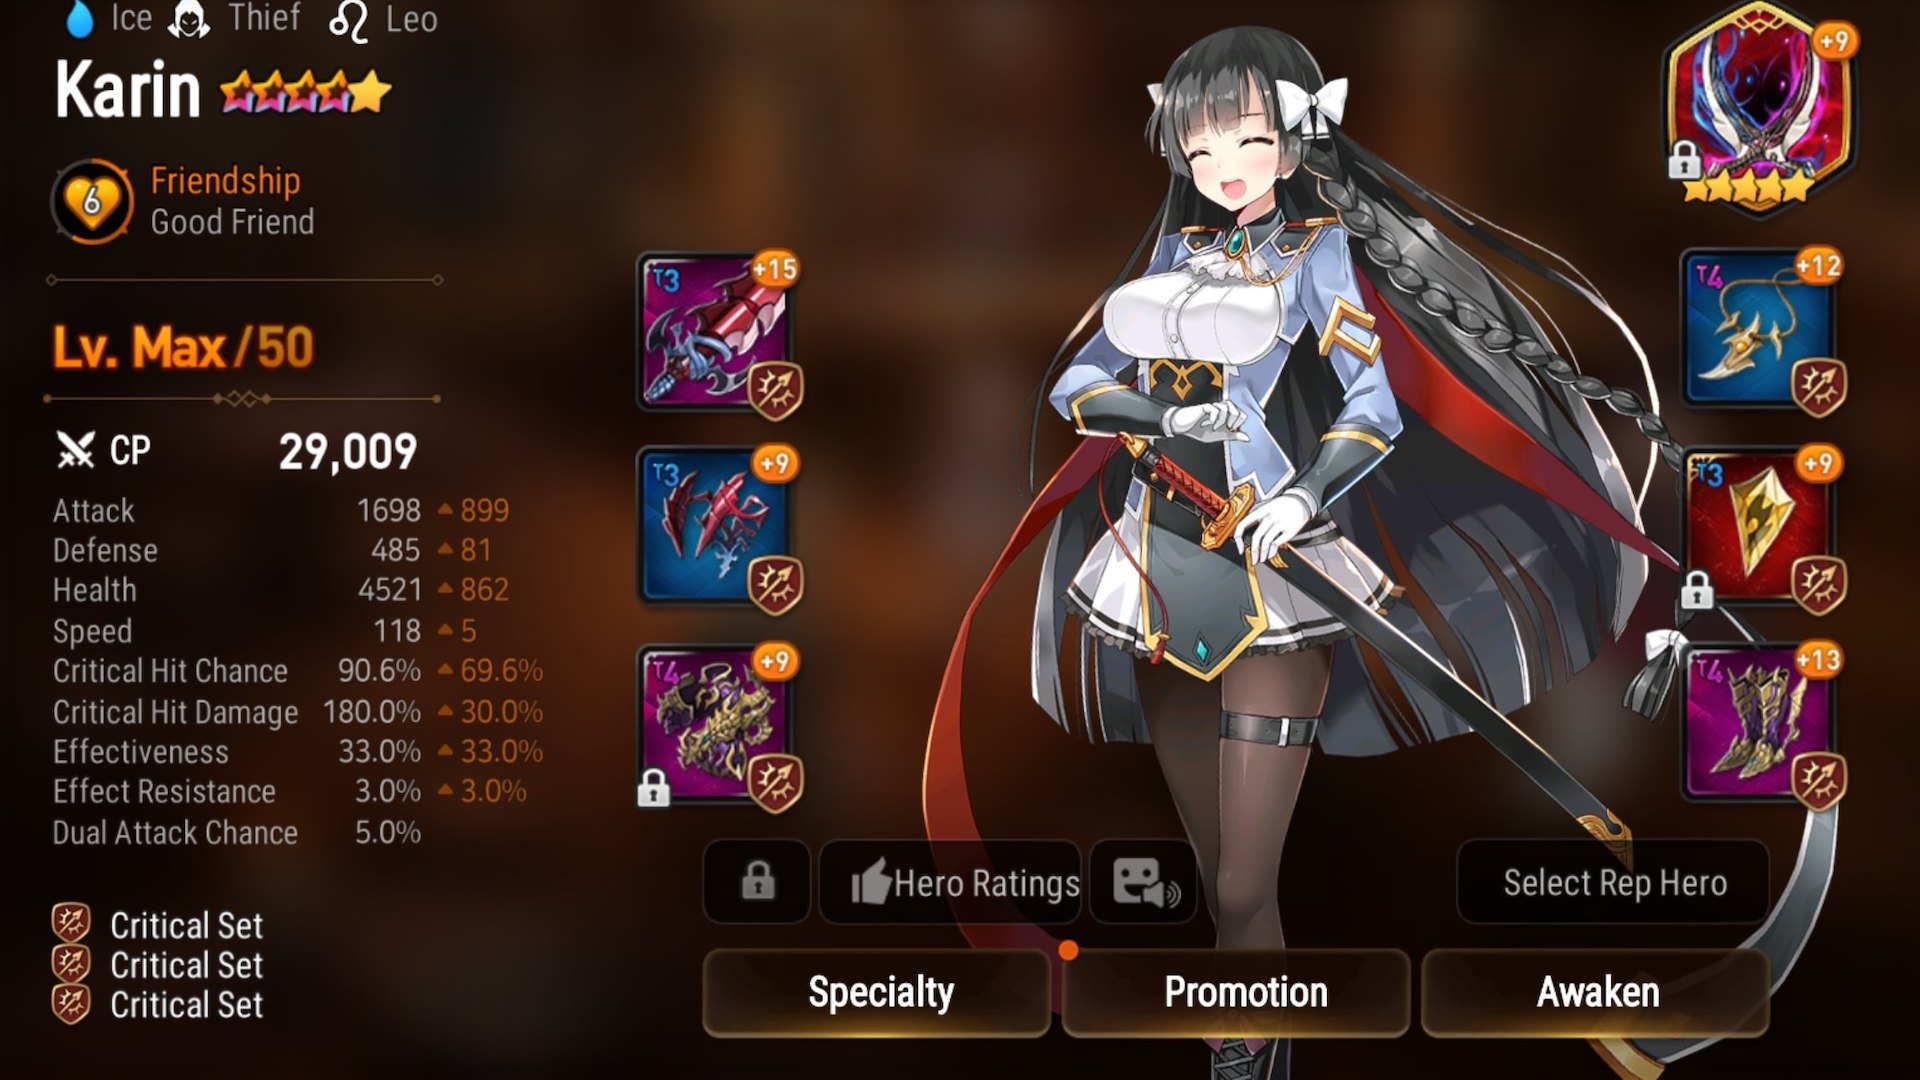 Ice Thief Leo
Karin
6
Friendship
Good Friend
Lv. Max/50
CP 29,009
Attack 1698 899
Defense 485 81
Health 4521 862
Speed 118 5
Critical Hit Chance 90.6% 69.6%
Critical Hit Damage 180.0% 30.0%
Effectiveness 33.0% 33.0%
Effect Resistance 3.0% 3.0%
Dual Attack Chance 5.0%
Critical Set
Critical Set
Critical Set
T3 +15
T3 +9
T4 +9
+9
T4 +12
T3 +9
T4 +13
Hero Ratings
Select Rep Hero
Specialty
Promotion
Awaken